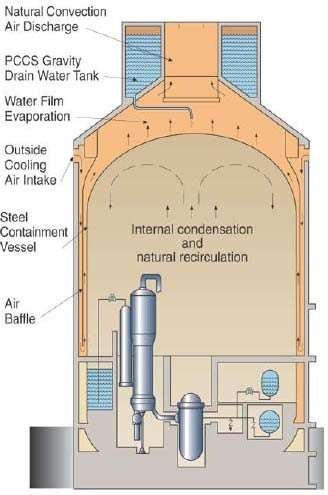 Natural Convection
Air Discharge
PCCS Gravity
Drain Water Tank
Water Film
Evaporation
Outside
Cooling
Air Intake
Steel
Containment
Vessel
Internal condensation
and
natural recirculation
Air
Baffle